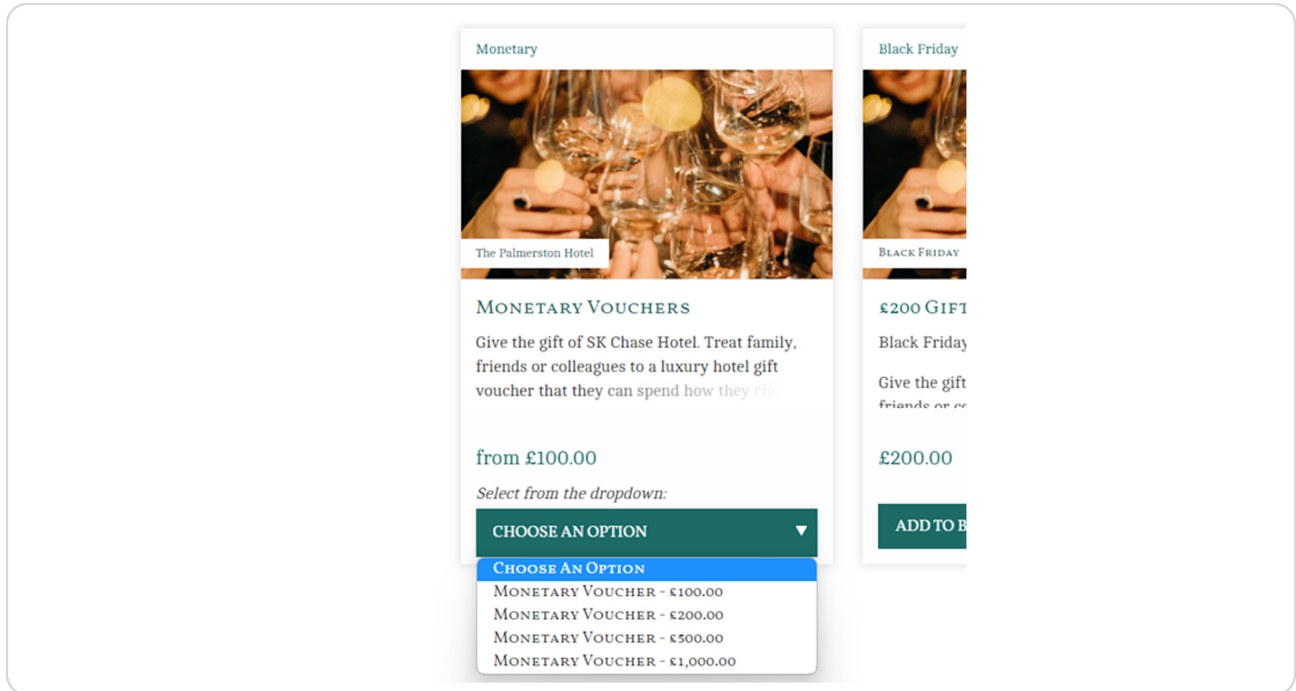 Monetary
The Palmerston Hotel
Monetary Vouchers
Give the gift of SK Chase Hotel. Treat family,
friends or colleagues to a luxury hotel gift
voucher that they can spend how they
from £100.00
Select from the dropdown:
CHOOSE AN OPTION
Choose An Option
Monetary Voucher - £100.00
Monetary Voucher - £200.00
Monetary Voucher - £500.00
Monetary Voucher - £1,000.00
Black Friday
Black Friday
£200 Gift
Black Friday
Give the gift
friends or
£200.00
ADD TO B